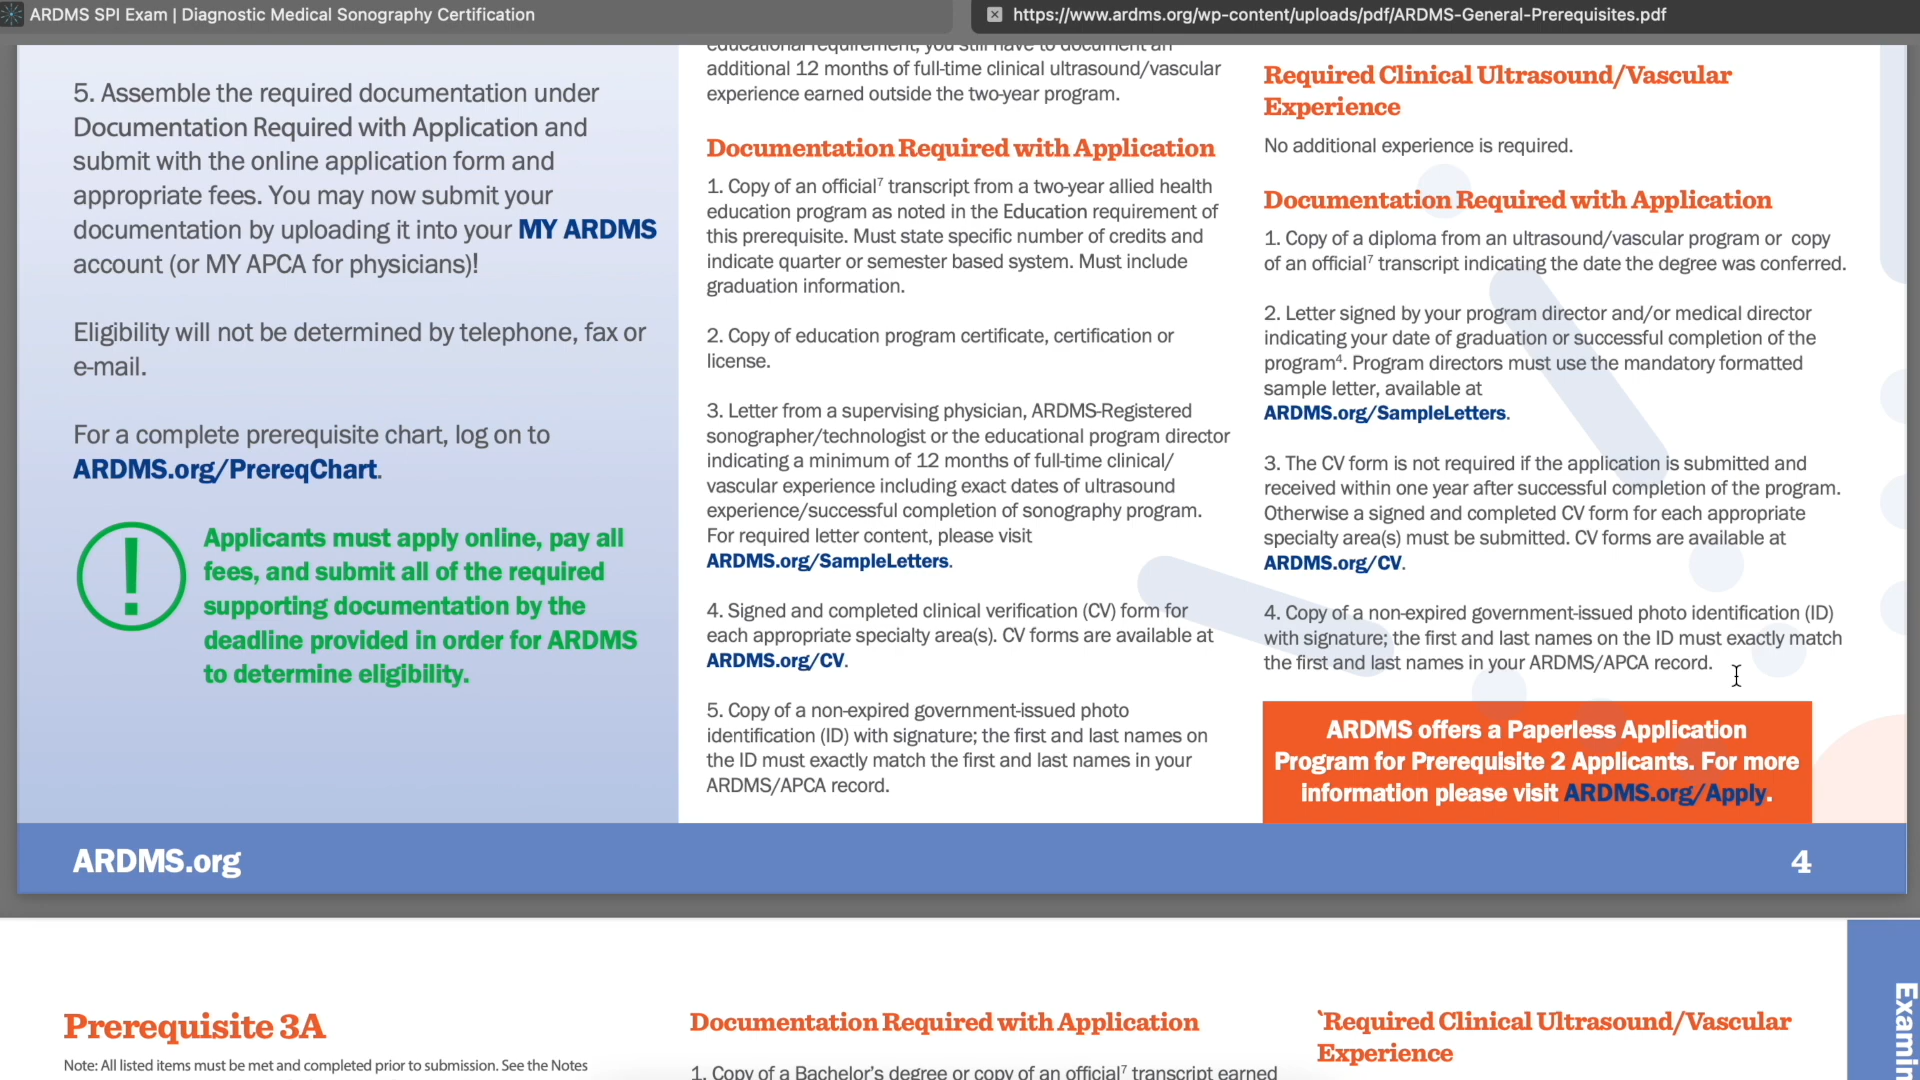 ARDMS SPI Exam | Diagnostic Medical Sonography Certification
https://www.ardms.org/wp-content/uploads/pdf/ARDMS-General-Prerequisites.pdf
5. Assemble the required documentation under
Documentation Required with Application and
submit with the online application form and
appropriate fees. You may now submit your
documentation by uploading it into your MY ARDMS
account (or MY APCA for physicians)!
Eligibility will not be determined by telephone, fax or
e-mail.
For a complete prerequisite chart, log on to
ARDMS.org/PrereqChart.
!
Applicants must apply online, pay all
fees, and submit all of the required
supporting documentation by the
deadline provided in order for ARDMS
to determine eligibility.
educational requirement, you still have to document an
additional 12 months of full-time clinical ultrasound/vascular
experience earned outside the two-year program.
Documentation Required with Application
1. Copy of an official⁷ transcript from a two-year allied health
education program as noted in the Education requirement of
this prerequisite. Must state specific number of credits and
indicate quarter or semester based system. Must include
graduation information.
2. Copy of education program certificate, certification or
license.
3. Letter from a supervising physician, ARDMS-Registered
sonographer/technologist or the educational program director
indicating a minimum of 12 months of full-time clinical/
vascular experience including exact dates of ultrasound
experience/successful completion of sonography program.
For required letter content, please visit
ARDMS.org/SampleLetters.
4. Signed and completed clinical verification (CV) form for
each appropriate specialty area(s). CV forms are available at
ARDMS.org/CV.
5. Copy of a non-expired government-issued photo
identification (ID) with signature; the first and last names on
the ID must exactly match the first and last names in your
ARDMS/APCA record.
Required Clinical Ultrasound/Vascular
Experience
No additional experience is required.
Documentation Required with Application
1. Copy of a diploma from an ultrasound/vascular program or copy
of an official⁷ transcript indicating the date the degree was conferred.
2. Letter signed by your program director and/or medical director
indicating your date of graduation or successful completion of the
program⁴. Program directors must use the mandatory formatted
sample letter, available at
ARDMS.org/SampleLetters.
3. The CV form is not required if the application is submitted and
received within one year after successful completion of the program.
Otherwise a signed and completed CV form for each appropriate
specialty area(s) must be submitted. CV forms are available at
ARDMS.org/CV.
4. Copy of a non-expired government-issued photo identification (ID)
with signature; the first and last names on the ID must exactly match
the first and last names in your ARDMS/APCA record.
ARDMS offers a Paperless Application
Program for Prerequisite 2 Applicants. For more
information please visit ARDMS.org/Apply.
ARDMS.org
4
Prerequisite 3A
Note: All listed items must be met and completed prior to submission. See the Notes
Documentation Required with Application
1. Copy of a Bachelor's degree or copy of an official⁷ transcript earned
`Required Clinical Ultrasound/Vascular
Experience